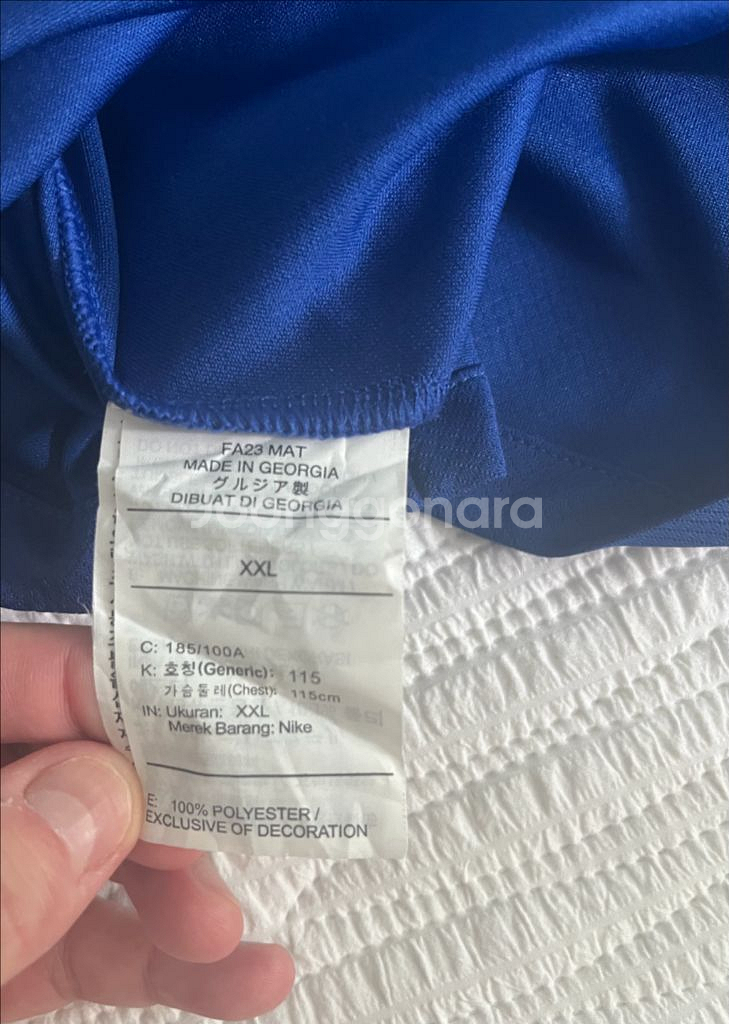 FA23 MAT
MADE IN GEORGIA
グルジア製
DIBUAT DI GEORGIA
XXL
C: 185/100A
K: 호칭(Generic): 115
가슴둘레(Chest): 115cm
IN: Ukuran: XXL
Merek Barang: Nike
E: 100% POLYESTER /
EXCLUSIVE OF DECORATION